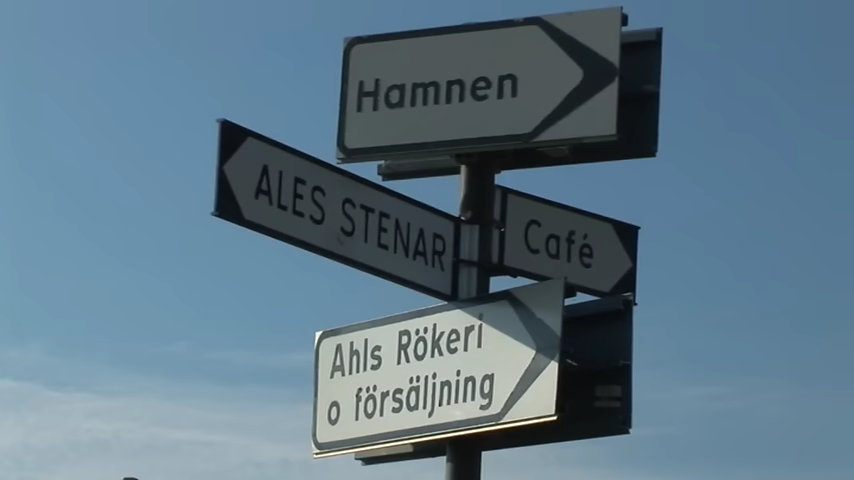 Hamnen
ALES STENAR
Café
Ahls Rökeri
o försäljning